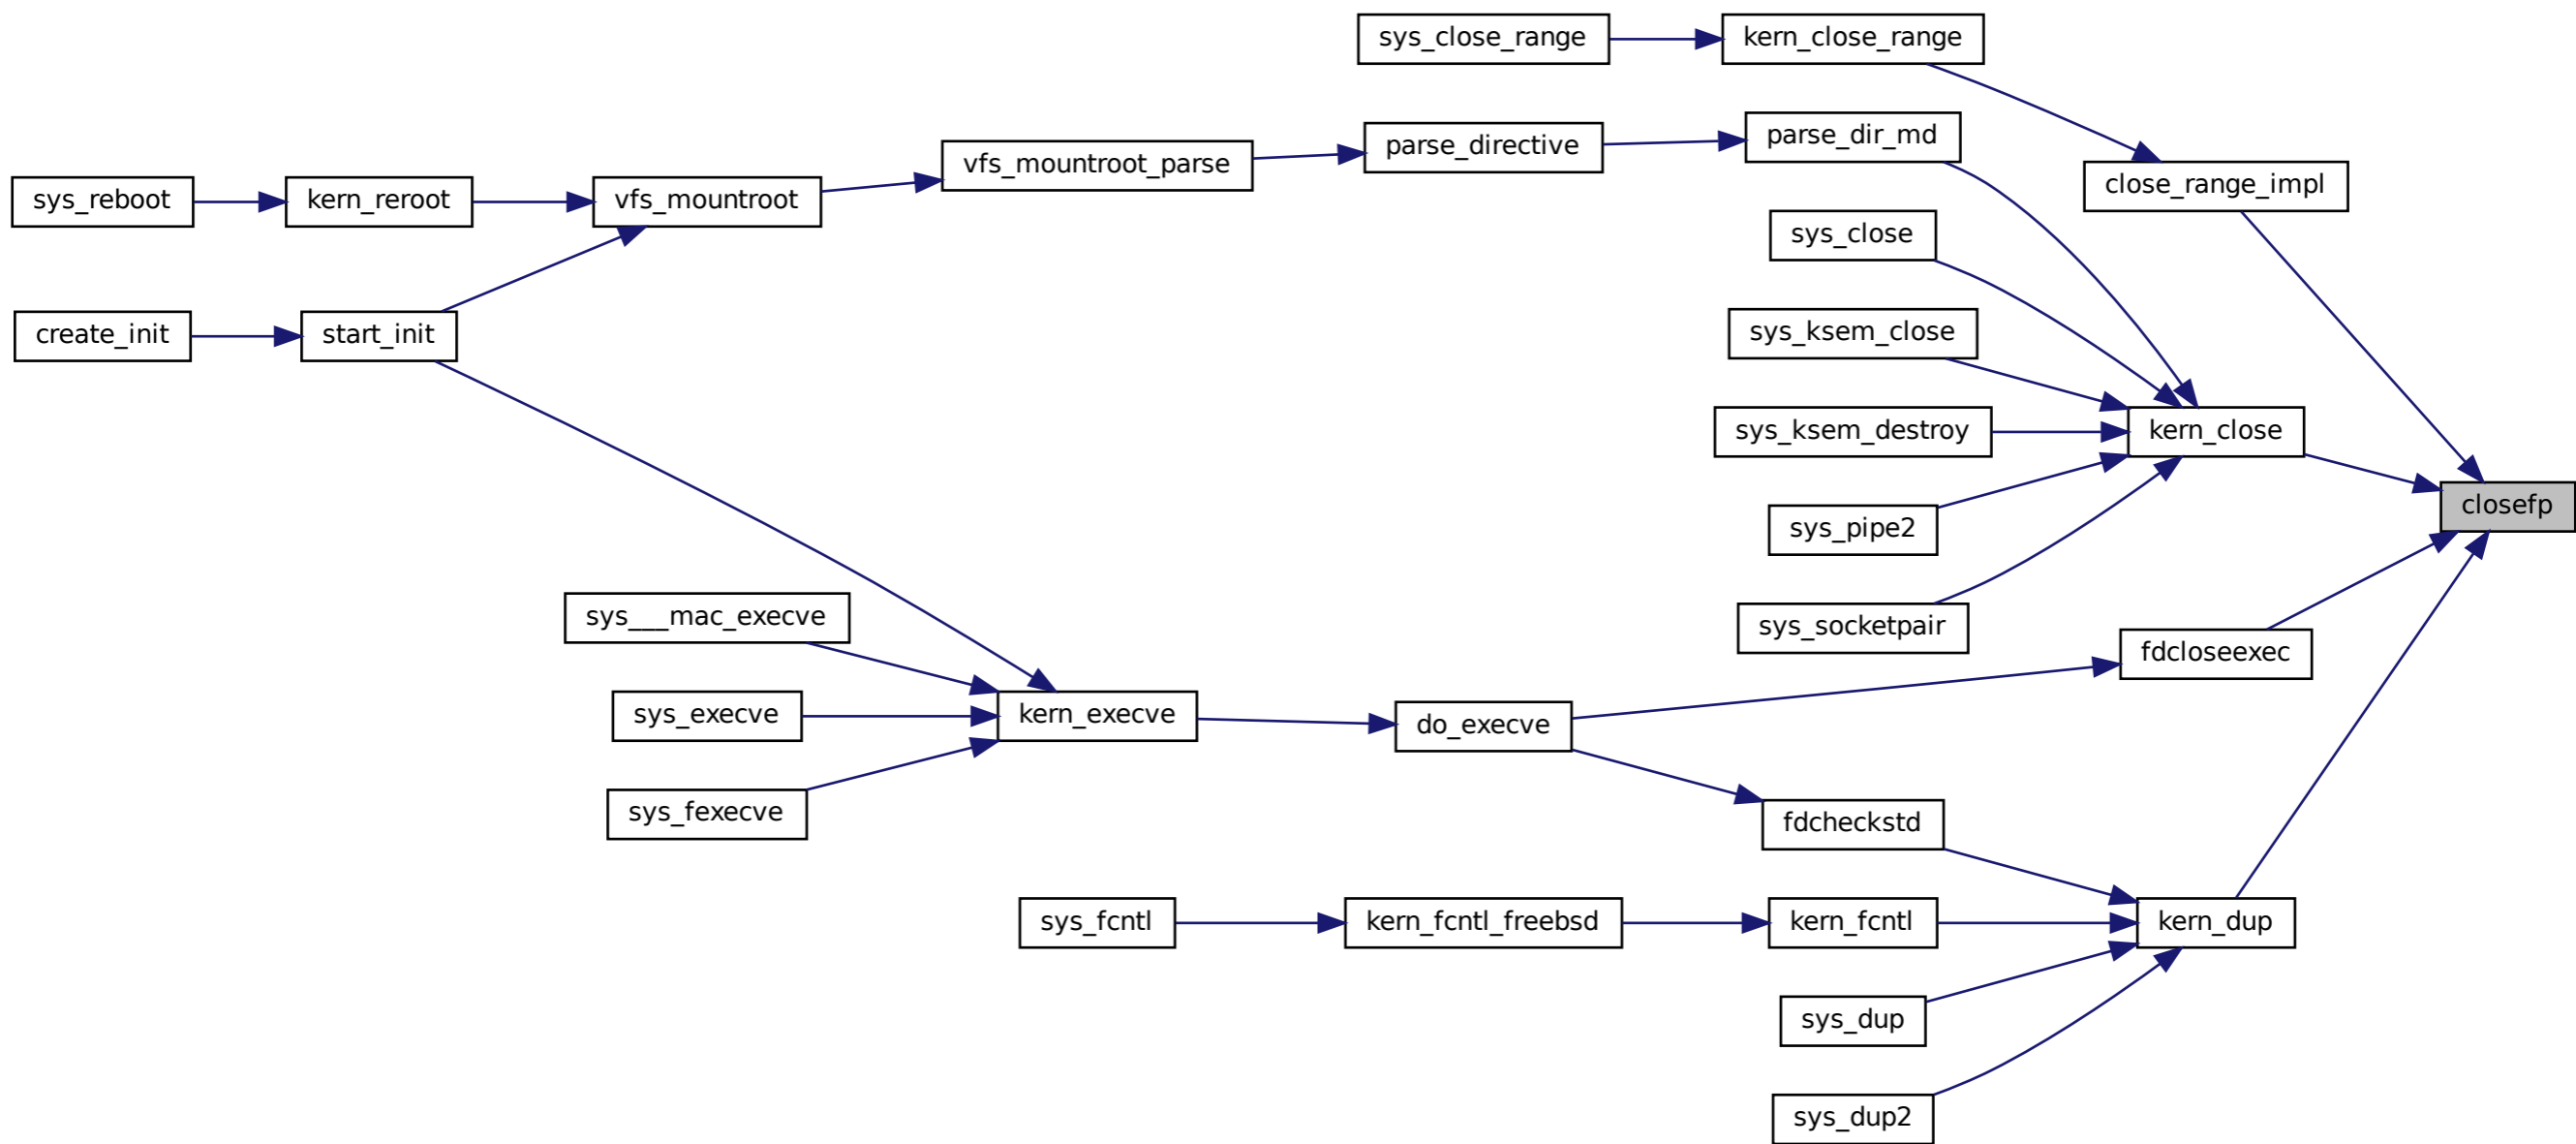 sys_close_range
kern_close_range
parse_directive
parse_dir_md
vfs_mountroot_parse
close_range_impl
sys_reboot
kern_reroot
vfs_mountroot
sys_close
create_init
start_init
sys_ksem_close
sys_ksem_destroy
kern_close
closefp
sys_pipe2
sys___mac_execve
sys_socketpair
fdcloseexec
sys_execve
kern_execve
do_execve
sys_fexecve
fdcheckstd
sys_fcntl
kern_fcntl_freebsd
kern_fcntl
kern_dup
sys_dup
sys_dup2